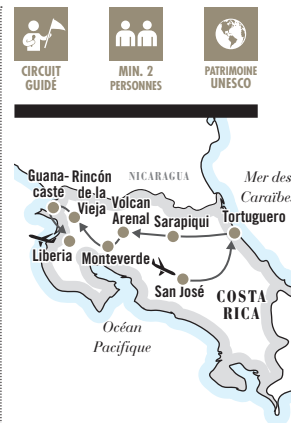 CIRCUIT
GUIDÉ
MIN. 2
PERSONNES
PATRIMOINE
UNESCO
NICARAGUA
Mer des
Caraïbes
Guana-
caste
Rincón
de la
Vieja
Volcan
Arenal
Sarapiqui
Tortuguero
Liberia
Monteverde
San José
COSTA
RICA
Océan
Pacifique